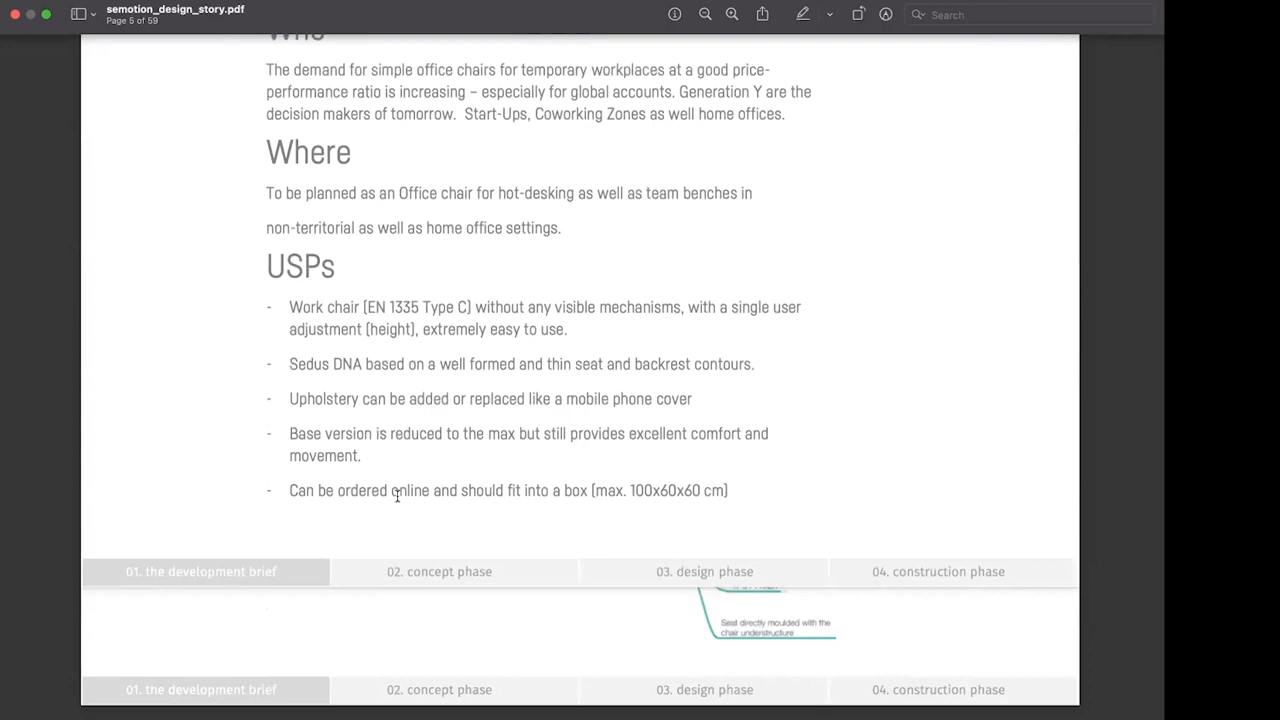 semotion_design_story.pdf
Page 5 of 59
Search
Who
The demand for simple office chairs for temporary workplaces at a good price-
performance ratio is increasing – especially for global accounts. Generation Y are the
decision makers of tomorrow.  Start-Ups, Coworking Zones as well home offices.
Where
To be planned as an Office chair for hot-desking as well as team benches in
non-territorial as well as home office settings.
USPs
- Work chair (EN 1335 Type C) without any visible mechanisms, with a single user
adjustment (height), extremely easy to use.
- Sedus DNA based on a well formed and thin seat and backrest contours.
- Upholstery can be added or replaced like a mobile phone cover
- Base version is reduced to the max but still provides excellent comfort and
movement.
- Can be ordered online and should fit into a box (max. 100x60x60 cm)
01. the development brief
02. concept phase
03. design phase
04. construction phase
Seat directly moulded with the
chair understructure
01. the development brief
02. concept phase
03. design phase
04. construction phase